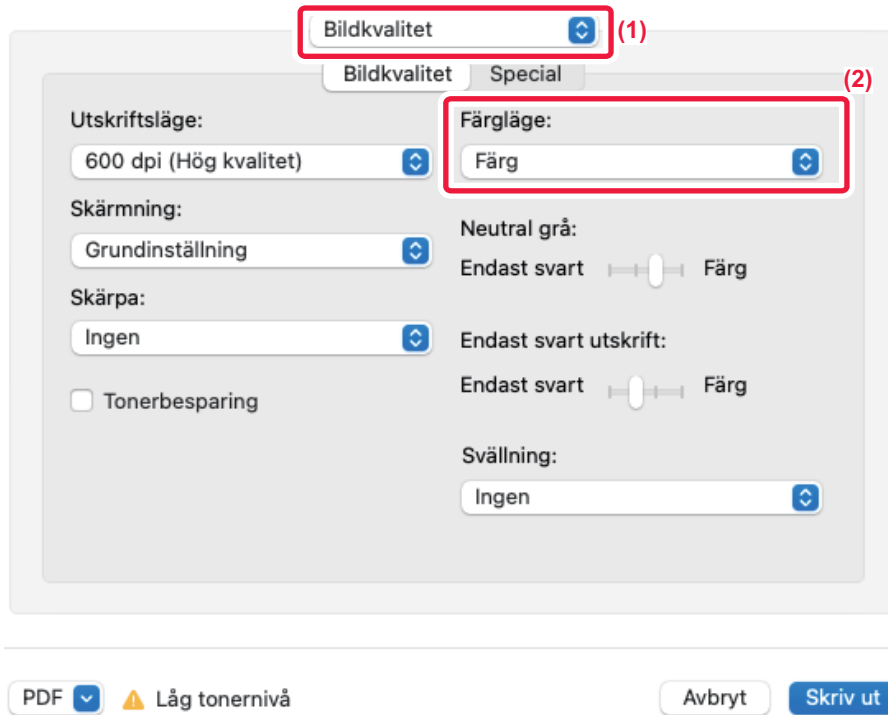 Bildkvalitet
(1)
Bildkvalitet Special
(2)
Utskriftsläge:
600 dpi (Hög kvalitet)
Skärmning:
Grundinställning
Skärpa:
Ingen
Tonerbesparing
Färgläge:
Färg
Neutral grå:
Endast svart Färg
Endast svart utskrift:
Endast svart Färg
Svällning:
Ingen
PDF Låg tonernivå Avbryt Skriv ut